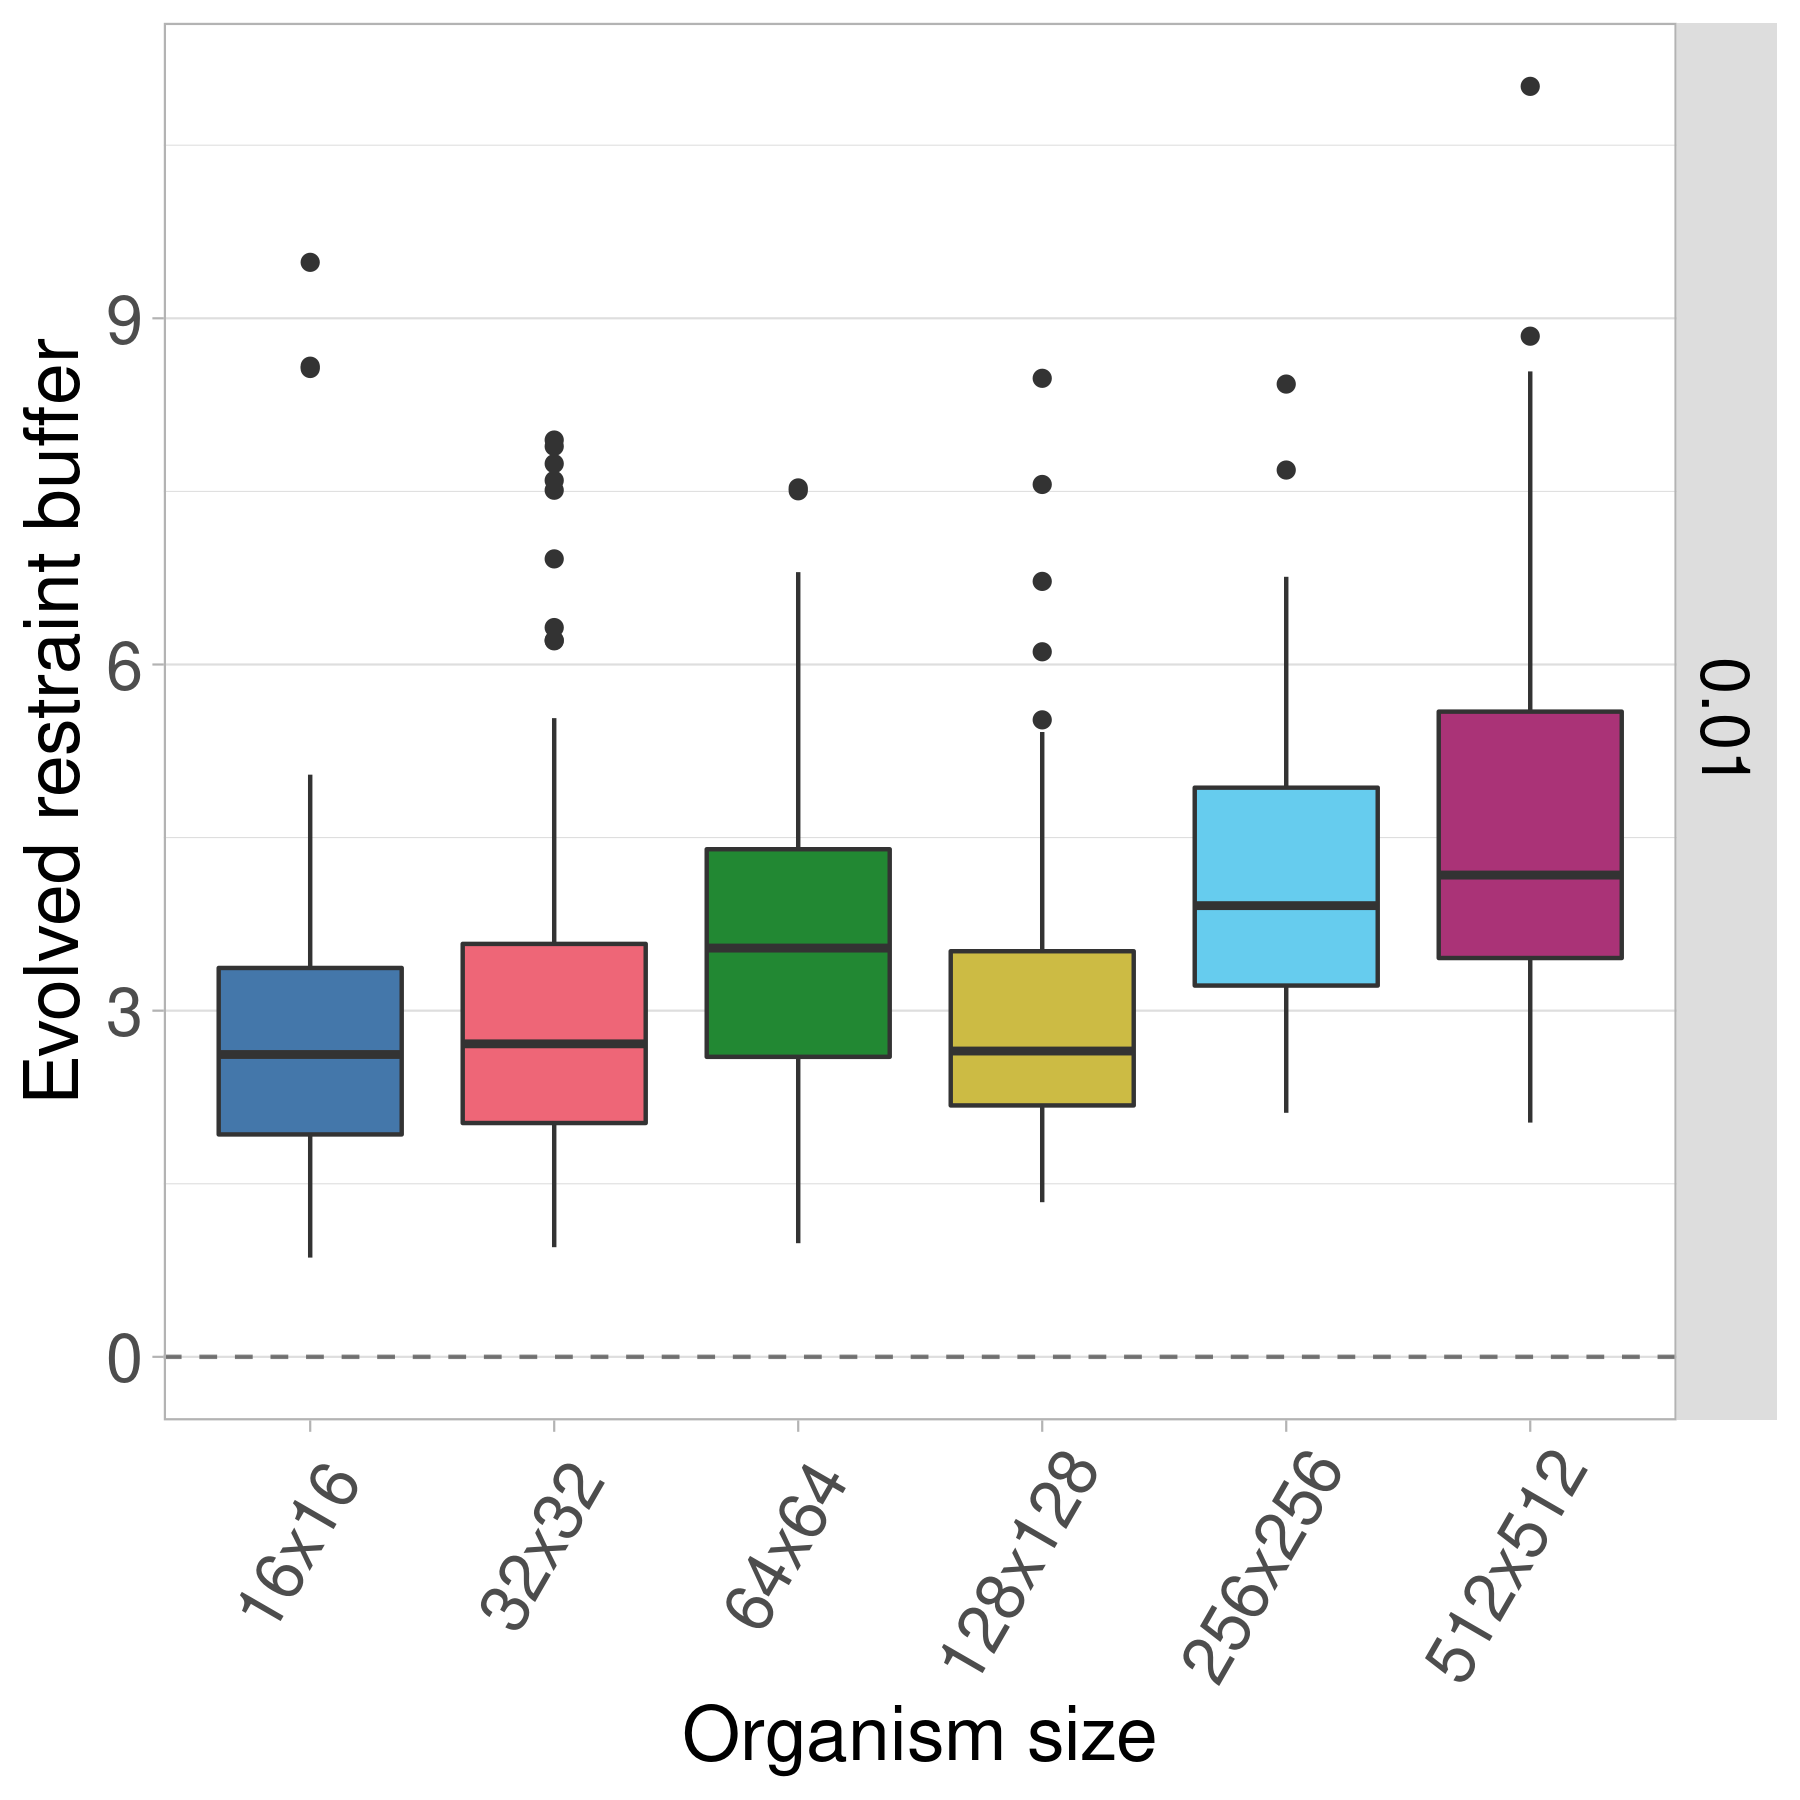 Evolved restraint buffer
9
6
3
0
0.01
16x16
32x32
64x64
128x128
256x256
512x512
Organism size